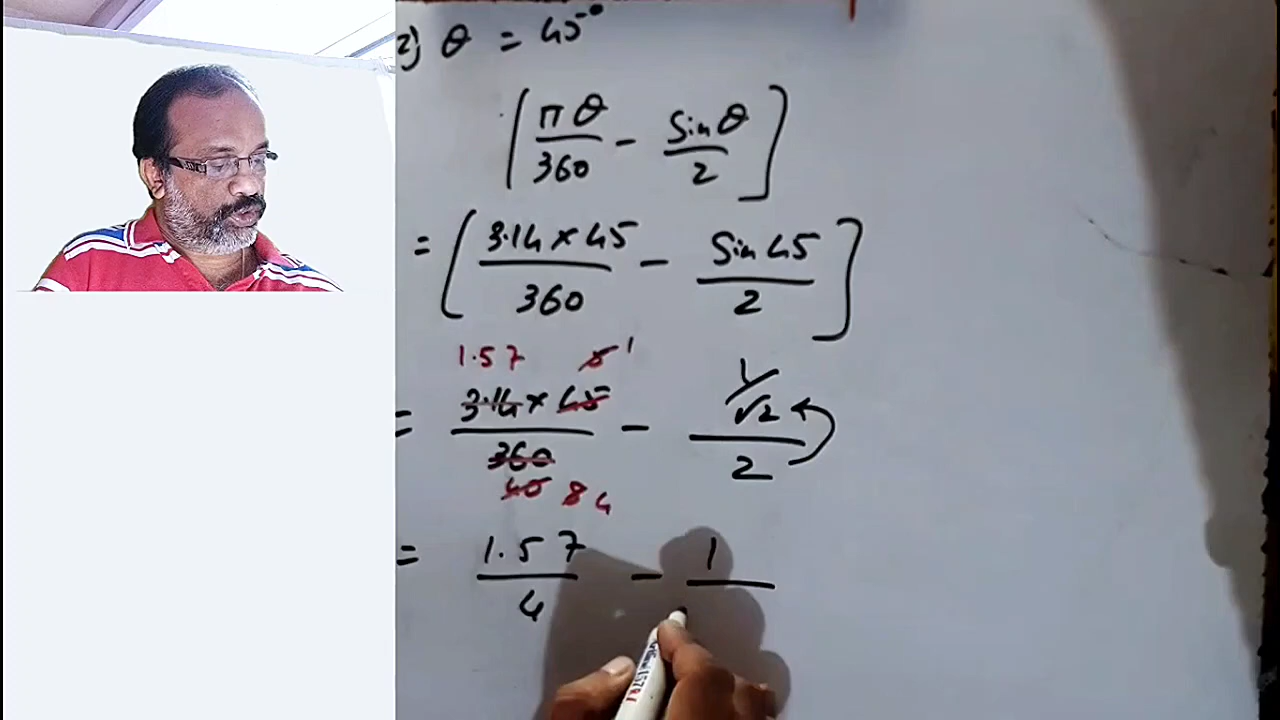 2) θ = 45°
[πθ/360 - Sinθ/2]
= [3.14 × 45/360 - Sin 45/2]
1.57 5 1
= 3.14 × 45/360 - 1/√2/2
40 8 4
= 1.57/4 - 1